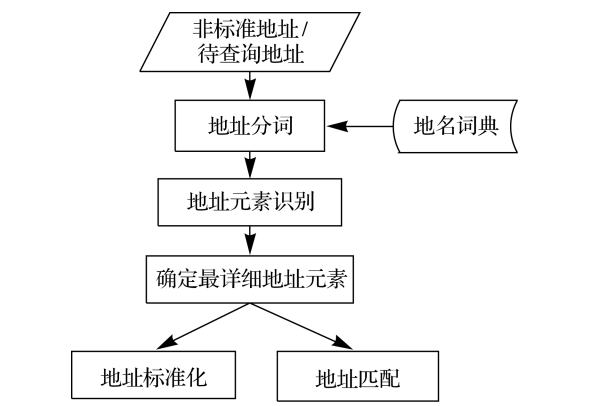 非标准地址/
待查询地址
地址分词
地名词典
地址元素识别
确定最详细地址元素
地址标准化
地址匹配